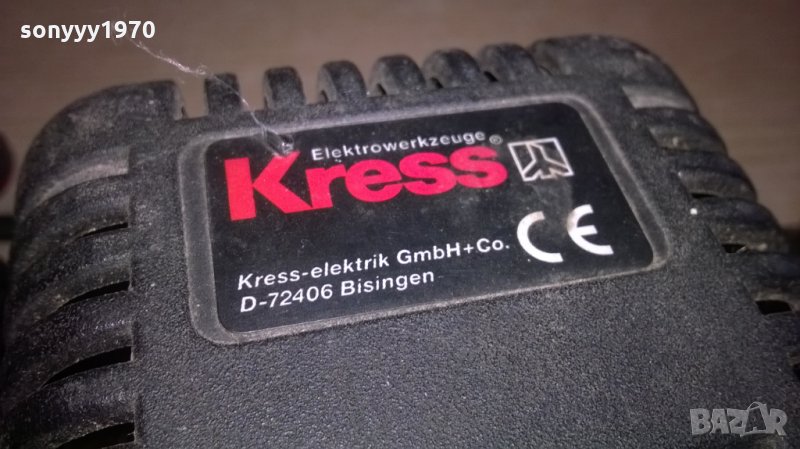 sonyyy1970
Elektrowerkzeuge
Kress®
Kress-elektrik GmbH+Co.
D-72406 Bisingen
CE
BAZAR